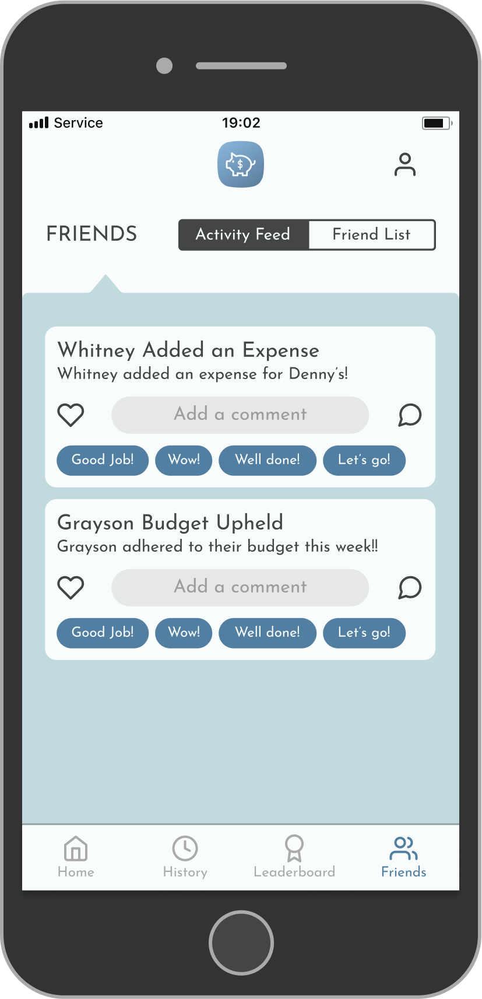 Service 19:02
$
FRIENDS Activity Feed Friend List
Whitney Added an Expense
Whitney added an expense for Denny's!
Add a comment
Good Job! Wow! Well done! Let's go!
Grayson Budget Upheld
Grayson adhered to their budget this week!!
Add a comment
Good Job! Wow! Well done! Let's go!
Home History Leaderboard Friends